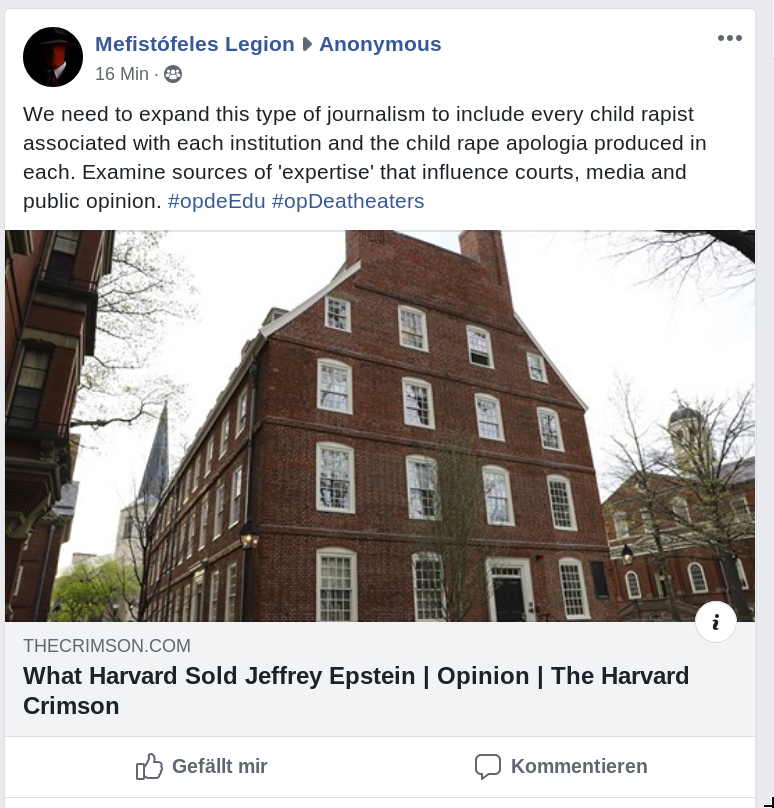 Mefistófeles Legion Anonymous
16 Min ·
We need to expand this type of journalism to include every child rapist
associated with each institution and the child rape apologia produced in
each. Examine sources of 'expertise' that influence courts, media and
public opinion. #opdeEdu #opDeatheaters
i
THECRIMSON.COM
What Harvard Sold Jeffrey Epstein | Opinion | The Harvard
Crimson
Gefällt mir Kommentieren